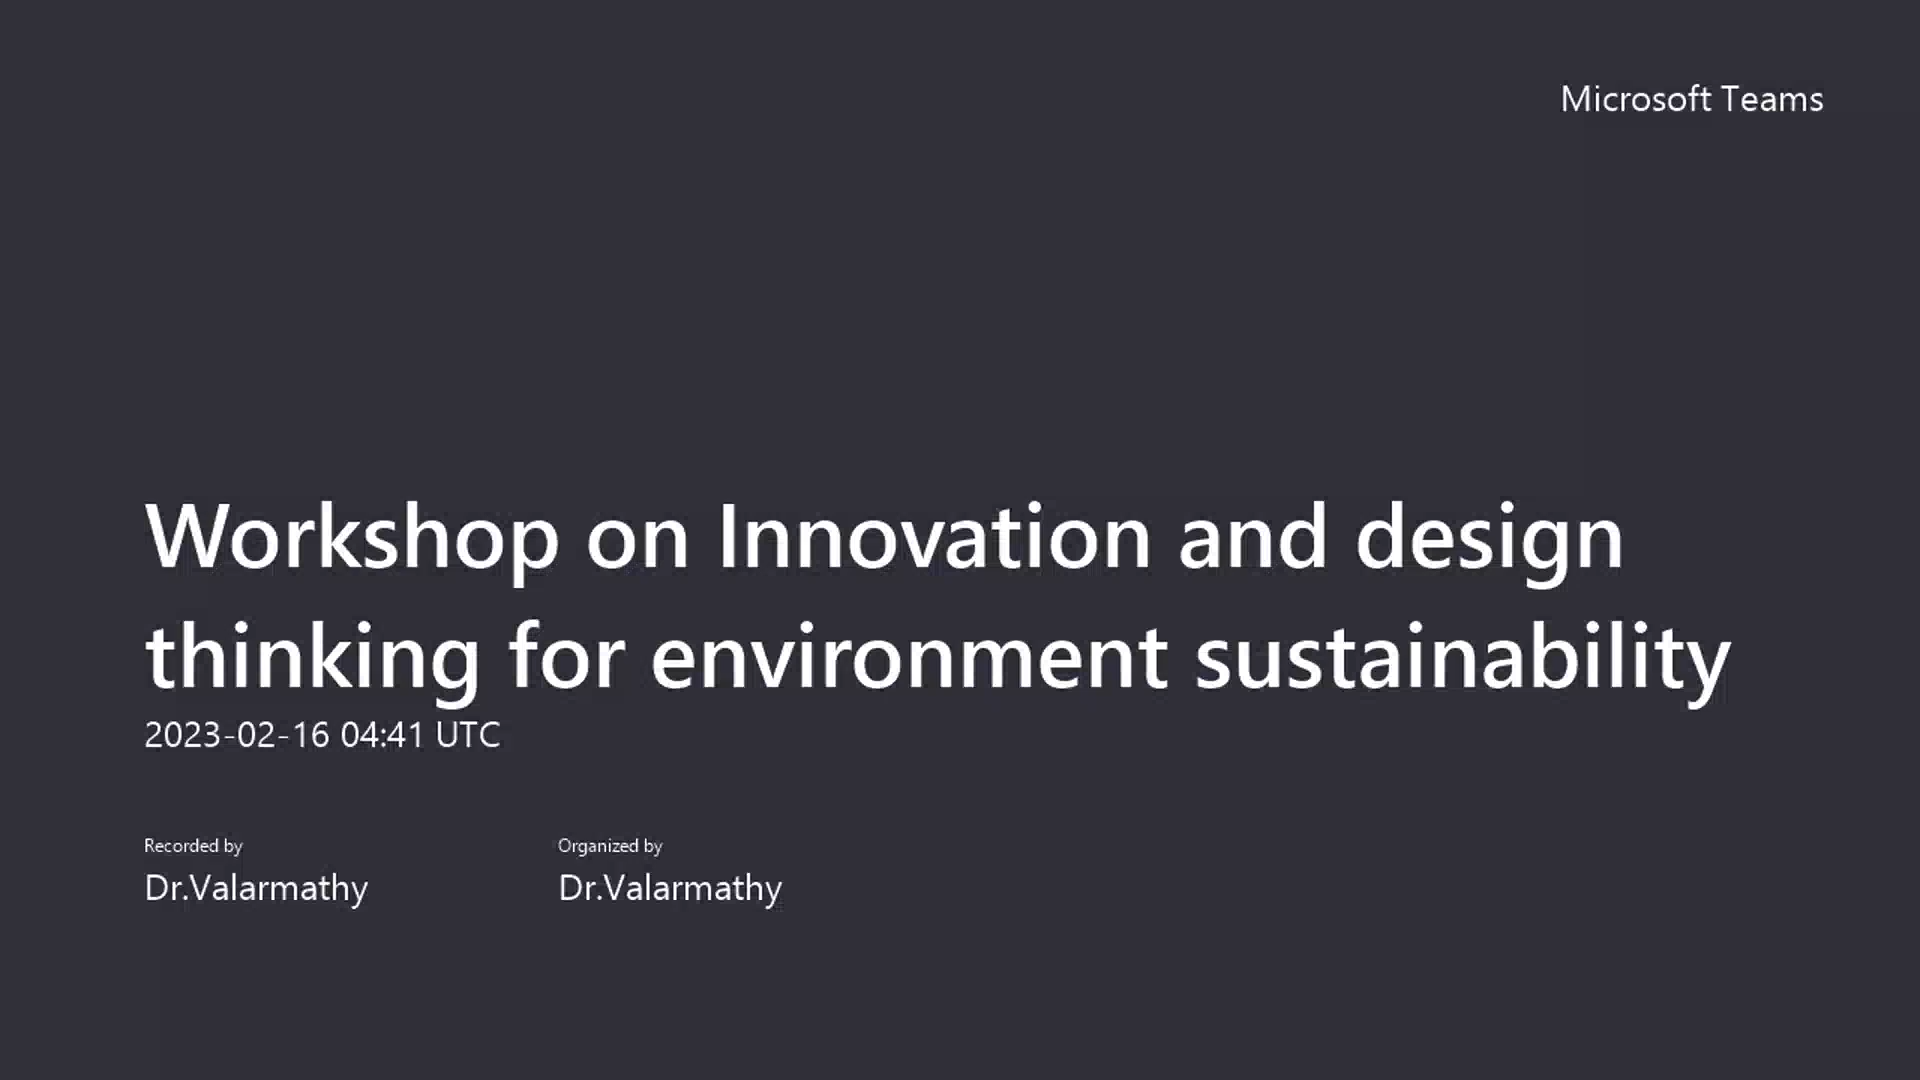 Microsoft Teams
Workshop on Innovation and design
thinking for environment sustainability
2023-02-16 04:41 UTC
Recorded by
Dr.Valarmathy
Organized by
Dr.Valarmathy